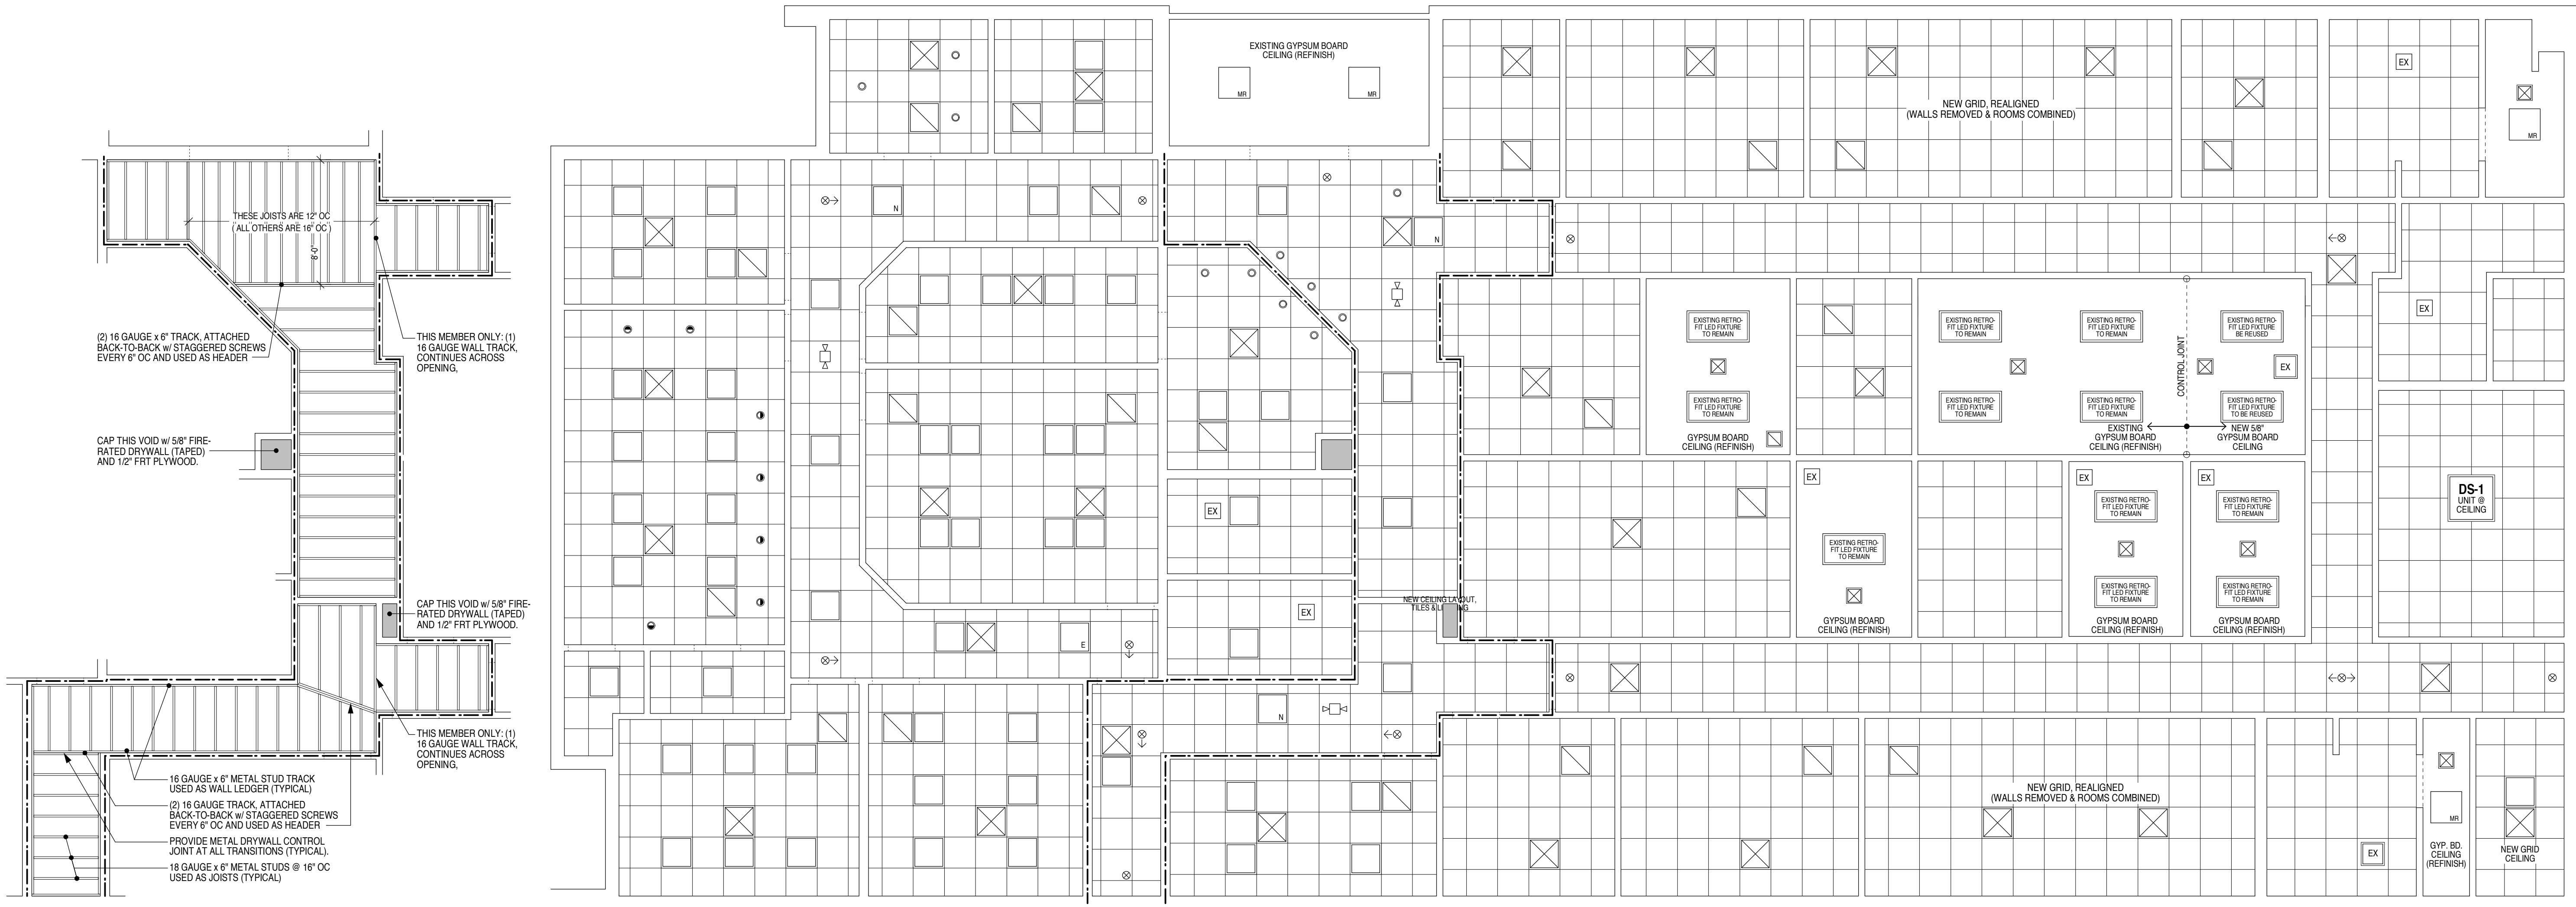 THESE JOISTS ARE 12" OC
( ALL OTHERS ARE 16" OC )
8'-0"
(2) 16 GAUGE x 6" TRACK, ATTACHED
BACK-TO-BACK w/ STAGGERED SCREWS
EVERY 6" OC AND USED AS HEADER
THIS MEMBER ONLY: (1)
16 GAUGE WALL TRACK,
CONTINUES ACROSS
OPENING,
CAP THIS VOID w/ 5/8" FIRE-
RATED DRYWALL (TAPED)
AND 1/2" FRT PLYWOOD.
CAP THIS VOID w/ 5/8" FIRE-
RATED DRYWALL (TAPED)
AND 1/2" FRT PLYWOOD.
THIS MEMBER ONLY: (1)
16 GAUGE WALL TRACK,
CONTINUES ACROSS
OPENING,
16 GAUGE x 6" METAL STUD TRACK
USED AS WALL LEDGER (TYPICAL)
(2) 16 GAUGE TRACK, ATTACHED
BACK-TO-BACK w/ STAGGERED SCREWS
EVERY 6" OC AND USED AS HEADER
PROVIDE METAL DRYWALL CONTROL
JOINT AT ALL TRANSITIONS (TYPICAL).
18 GAUGE x 6" METAL STUDS @ 16" OC
USED AS JOISTS (TYPICAL)
EXISTING GYPSUM BOARD
CEILING (REFINISH)
MR
MR
NEW GRID, REALIGNED
(WALLS REMOVED & ROOMS COMBINED)
EX
MR
N
N
EX
EXISTING RETRO-
FIT LED FIXTURE
TO REMAIN
EXISTING RETRO-
FIT LED FIXTURE
TO REMAIN
GYPSUM BOARD
CEILING (REFINISH)
EXISTING RETRO-
FIT LED FIXTURE
TO REMAIN
EXISTING RETRO-
FIT LED FIXTURE
TO REMAIN
EXISTING RETRO-
FIT LED FIXTURE
BE REUSED
CONTROL JOINT
EX
EXISTING RETRO-
FIT LED FIXTURE
TO REMAIN
EXISTING RETRO-
FIT LED FIXTURE
TO REMAIN
EXISTING RETRO-
FIT LED FIXTURE
TO BE REUSED
EXISTING
GYPSUM BOARD
CEILING (REFINISH)
NEW 5/8"
GYPSUM BOARD
CEILING
EX
EX
EX
EX
EXISTING RETRO-
FIT LED FIXTURE
TO REMAIN
EXISTING RETRO-
FIT LED FIXTURE
TO REMAIN
EXISTING RETRO-
FIT LED FIXTURE
TO REMAIN
DS-1
UNIT @
CEILING
EXISTING RETRO-
FIT LED FIXTURE
TO REMAIN
EXISTING RETRO-
FIT LED FIXTURE
TO REMAIN
GYPSUM BOARD
CEILING (REFINISH)
GYPSUM BOARD
CEILING (REFINISH)
GYPSUM BOARD
CEILING (REFINISH)
NEW CEILING LAYOUT,
TILES &
EX
E
N
NEW GRID, REALIGNED
(WALLS REMOVED & ROOMS COMBINED)
EX
MR
GYP. BD.
CEILING
(REFINISH)
NEW GRID
CEILING